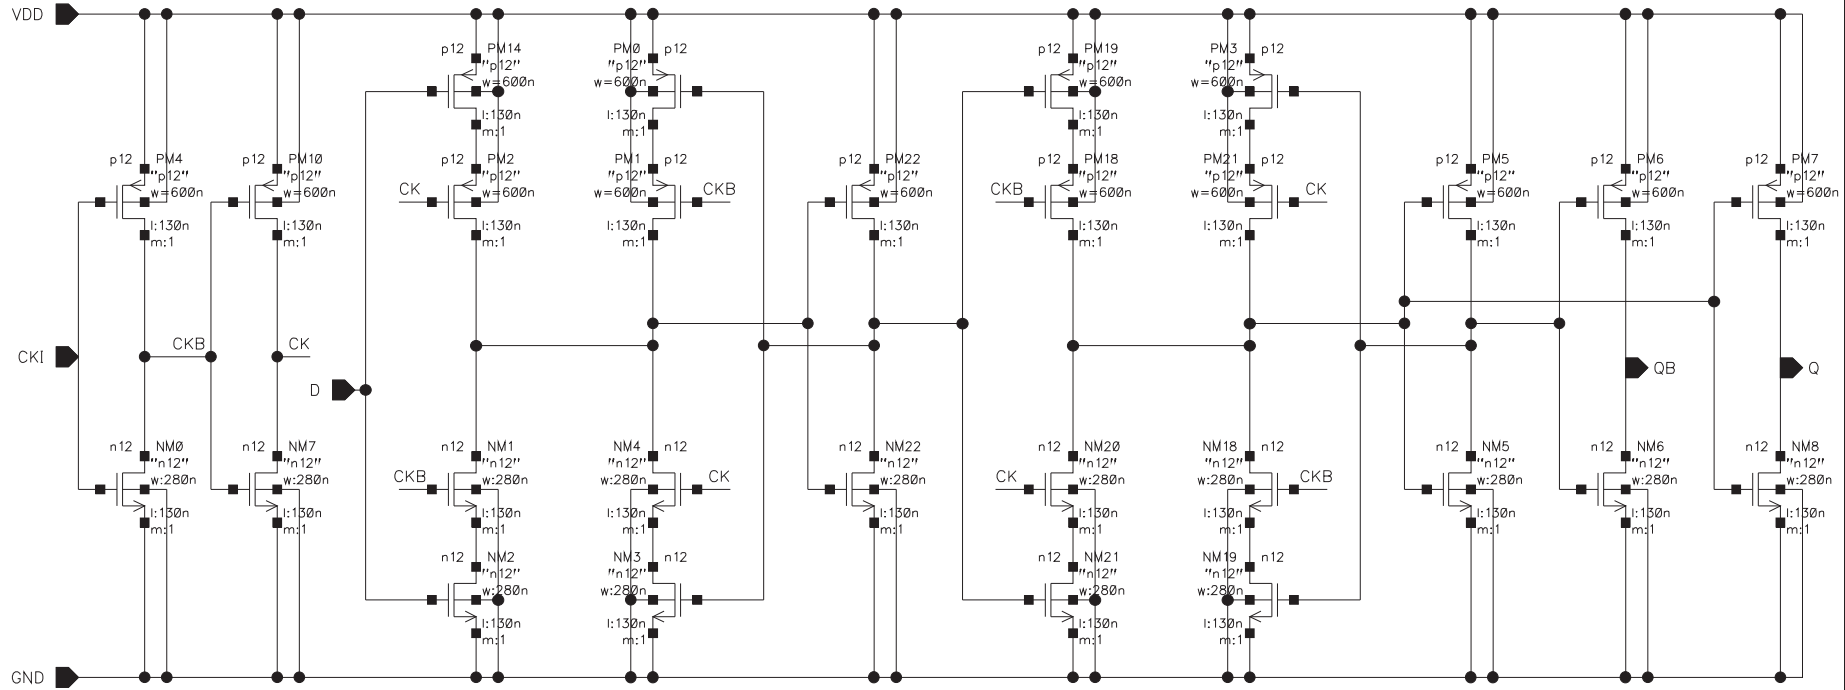 VDD
p12 PM14
"p12"
w=600n
l:130n
m:1
PM0 p12
"p12"
w=600n
l:130n
m:1
p12 PM19
"p12"
w=600n
l:130n
m:1
PM3 p12
"p12"
w=600n
l:130n
m:1
p12 PM4
"p12"
w=600n
l:130n
m:1
p12 PM10
"p12"
w=600n
l:130n
m:1
CK
p12 PM2
"p12"
w=600n
l:130n
m:1
PM1 p12
"p12"
w=600n
l:130n
m:1
CKB
p12 PM22
"p12"
w=600n
l:130n
m:1
CKB
p12 PM18
"p12"
w=600n
l:130n
m:1
PM21 p12
"p12"
w=600n
l:130n
m:1
CK
p12 PM5
"p12"
w=600n
l:130n
m:1
p12 PM6
"p12"
w=600n
l:130n
m:1
p12 PM7
"p12"
w=600n
l:130n
m:1
CKI
CKB
CK
D
QB
Q
n12 NM0
"n12"
w:280n
l:130n
m:1
n12 NM7
"n12"
w:280n
l:130n
m:1
CKB
n12 NM1
"n12"
w:280n
l:130n
m:1
NM4 n12
"n12"
w:280n
l:130n
m:1
CK
n12 NM22
"n12"
w:280n
l:130n
m:1
CK
n12 NM20
"n12"
w:280n
l:130n
m:1
NM18 n12
"n12"
w:280n
l:130n
m:1
CKB
n12 NM5
"n12"
w:280n
l:130n
m:1
n12 NM6
"n12"
w:280n
l:130n
m:1
n12 NM8
"n12"
w:280n
l:130n
m:1
n12 NM2
"n12"
w:280n
l:130n
m:1
NM3 n12
"n12"
w:280n
l:130n
m:1
n12 NM21
"n12"
w:280n
l:130n
m:1
NM19 n12
"n12"
w:280n
l:130n
m:1
GND